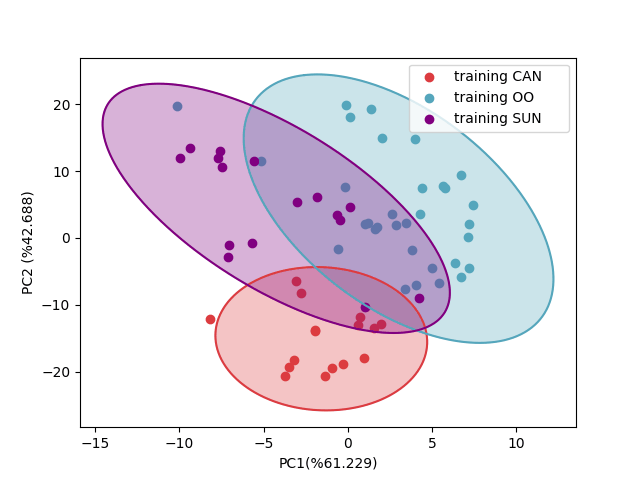 training CAN
training OO
training SUN
20
10
0
−10
−20
PC2 (%42.688)
−15
−10
−5
0
5
10
PC1(%61.229)